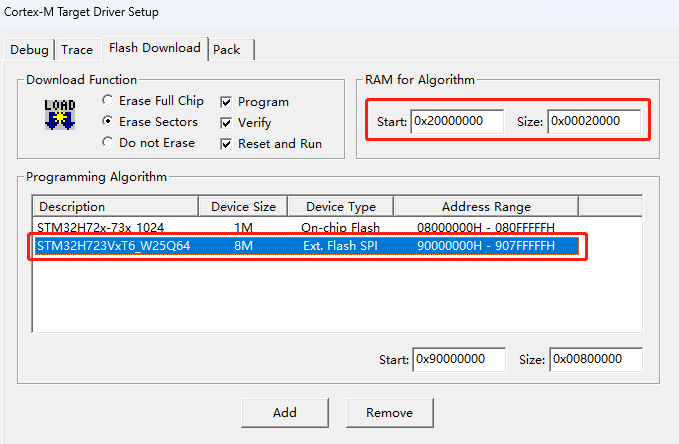 Cortex-M Target Driver Setup
Debug Trace Flash Download Pack
Download Function
LOAD
Erase Full Chip Program
Erase Sectors Verify
Do not Erase Reset and Run
RAM for Algorithm
Start: 0x20000000 Size: 0x00020000
Programming Algorithm
Description Device Size Device Type Address Range
STM32H72x-73x_1024 1M On-chip Flash 08000000H - 080FFFFFH
STM32H723VxT6_W25Q64 8M Ext. Flash SPI 90000000H - 907FFFFFH
Start: 0x90000000 Size: 0x00800000
Add Remove